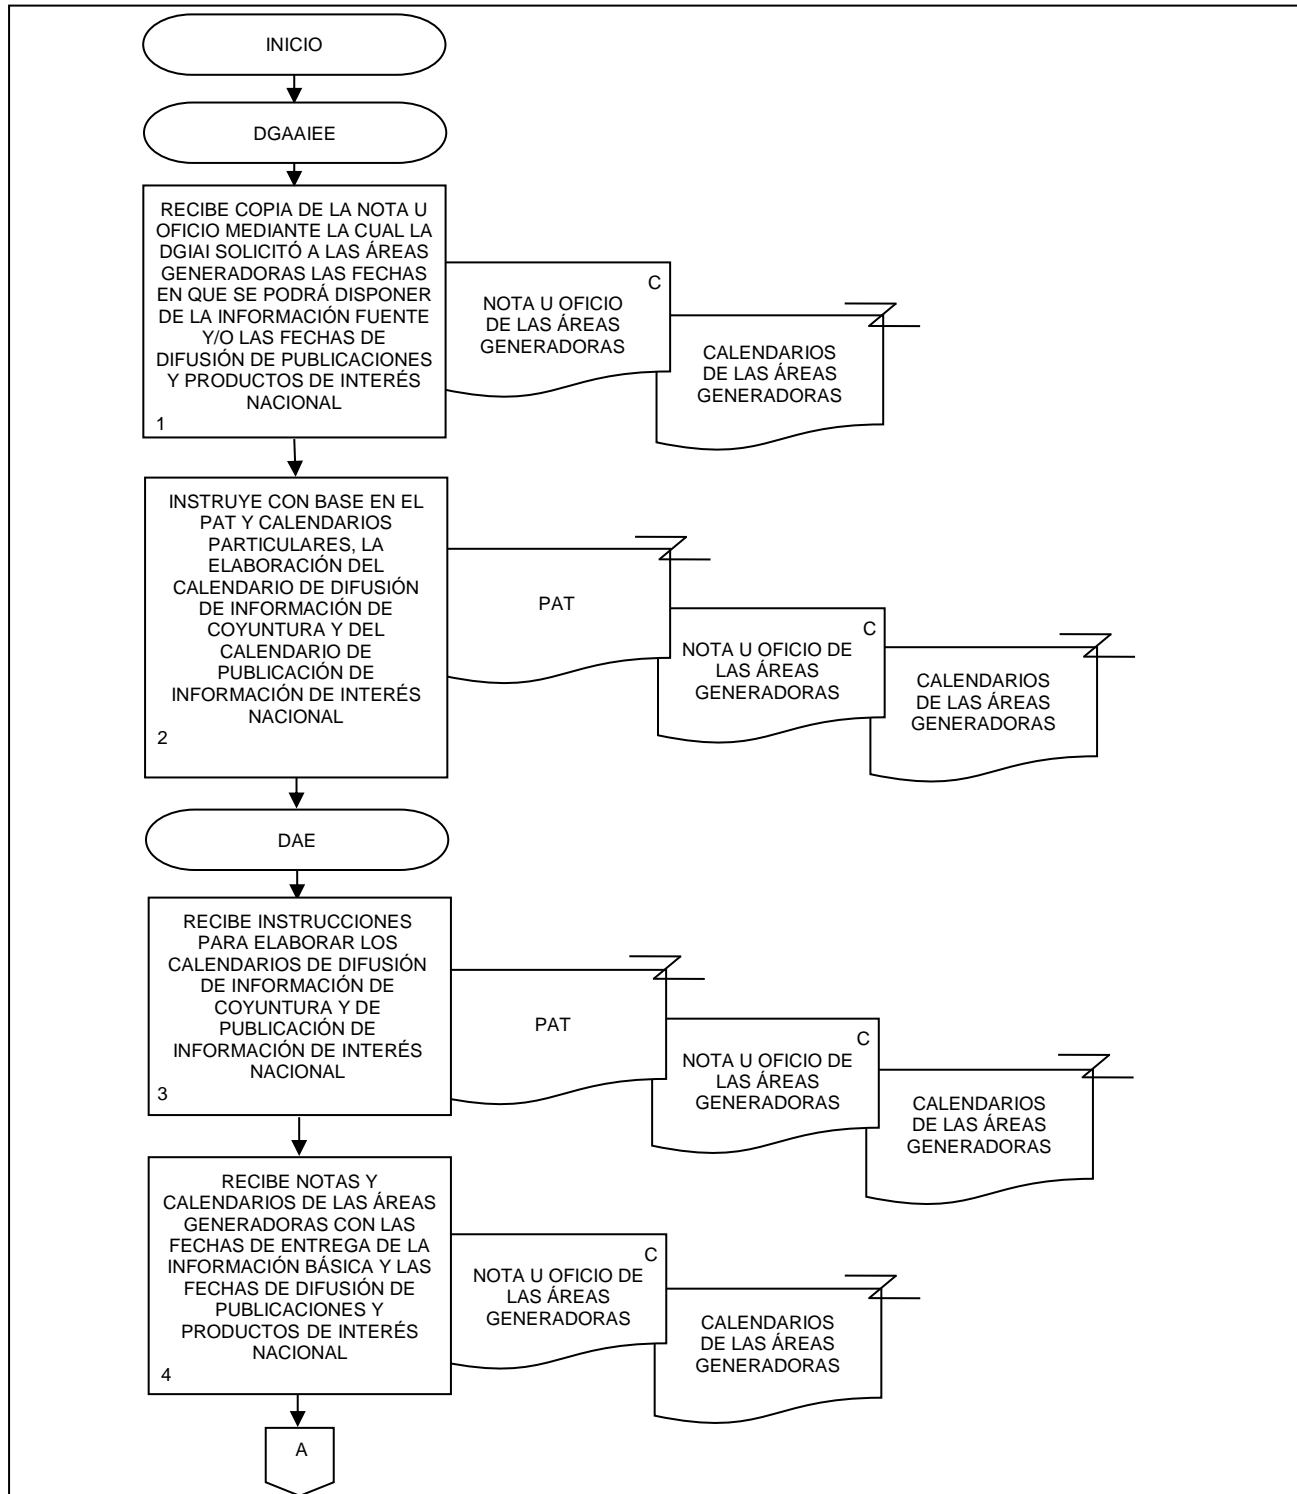 INICIO
DGAAIEE
RECIBE COPIA DE LA NOTA U
OFICIO MEDIANTE LA CUAL LA
DGIAI SOLICITÓ A LAS ÁREAS
GENERADORAS LAS FECHAS
EN QUE SE PODRÁ DISPONER
DE LA INFORMACIÓN FUENTE
Y/O LAS FECHAS DE
DIFUSIÓN DE PUBLICACIONES
Y PRODUCTOS DE INTERÉS
NACIONAL
1
C
NOTA U OFICIO
DE LAS ÁREAS
GENERADORAS
CALENDARIOS
DE LAS ÁREAS
GENERADORAS
INSTRUYE CON BASE EN EL
PAT Y CALENDARIOS
PARTICULARES, LA
ELABORACIÓN DEL
CALENDARIO DE DIFUSIÓN
DE INFORMACIÓN DE
COYUNTURA Y DEL
CALENDARIO DE
PUBLICACIÓN DE
INFORMACIÓN DE INTERÉS
NACIONAL
2
PAT
C
NOTA U OFICIO DE
LAS ÁREAS
GENERADORAS
CALENDARIOS
DE LAS ÁREAS
GENERADORAS
DAE
RECIBE INSTRUCCIONES
PARA ELABORAR LOS
CALENDARIOS DE DIFUSIÓN
DE INFORMACIÓN DE
COYUNTURA Y DE
PUBLICACIÓN DE
INFORMACIÓN DE INTERÉS
NACIONAL
3
PAT
C
NOTA U OFICIO DE
LAS ÁREAS
GENERADORAS
CALENDARIOS
DE LAS ÁREAS
GENERADORAS
RECIBE NOTAS Y
CALENDARIOS DE LAS ÁREAS
GENERADORAS CON LAS
FECHAS DE ENTREGA DE LA
INFORMACIÓN BÁSICA Y LAS
FECHAS DE DIFUSIÓN DE
PUBLICACIONES Y
PRODUCTOS DE INTERÉS
NACIONAL
4
C
NOTA U OFICIO DE
LAS ÁREAS
GENERADORAS
CALENDARIOS
DE LAS ÁREAS
GENERADORAS
A